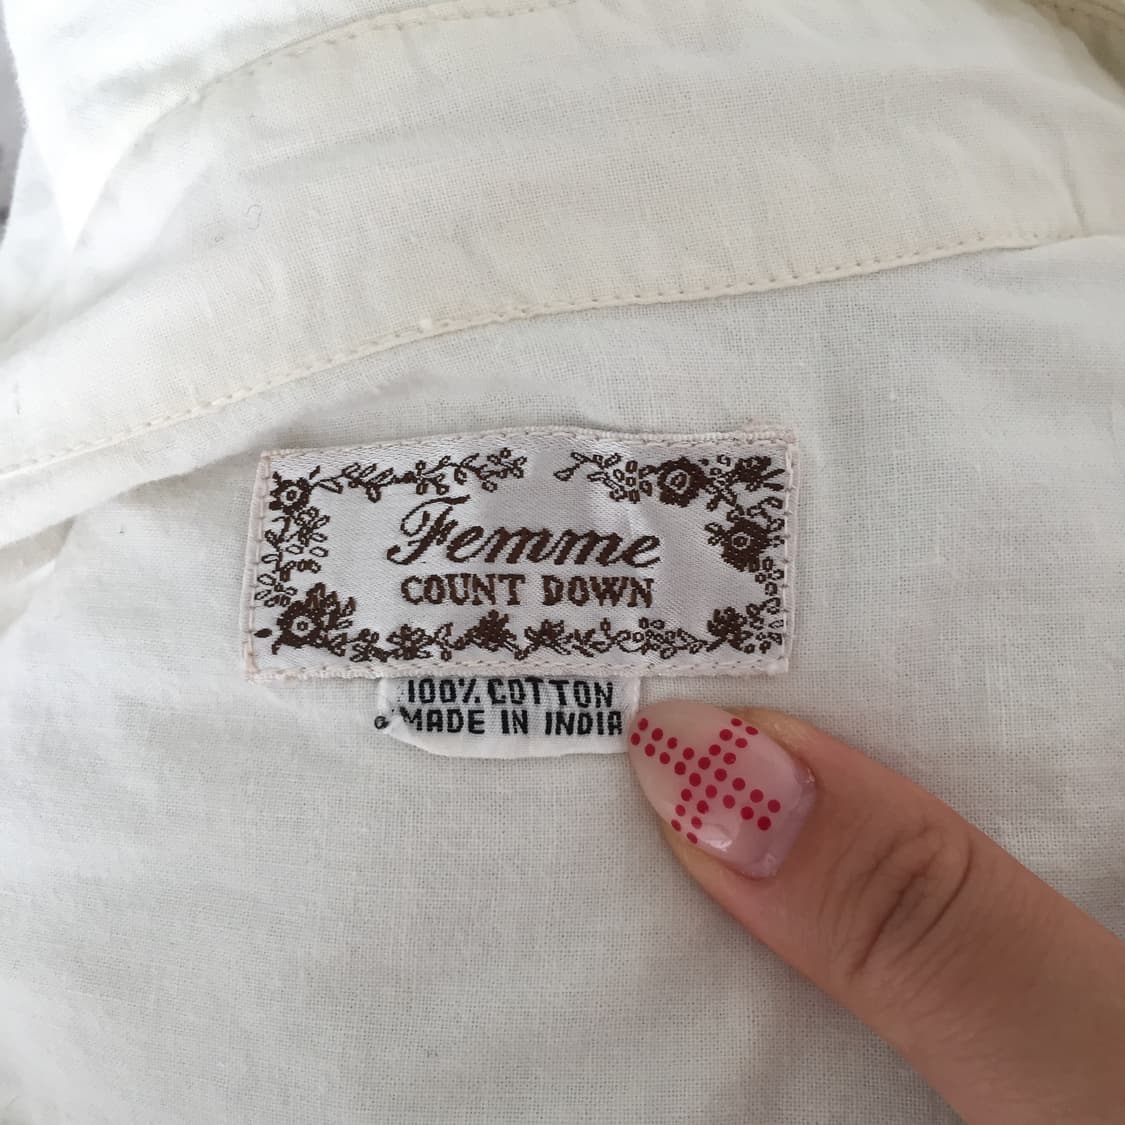 Femme
COUNT DOWN
100% COTTON
MADE IN INDIA